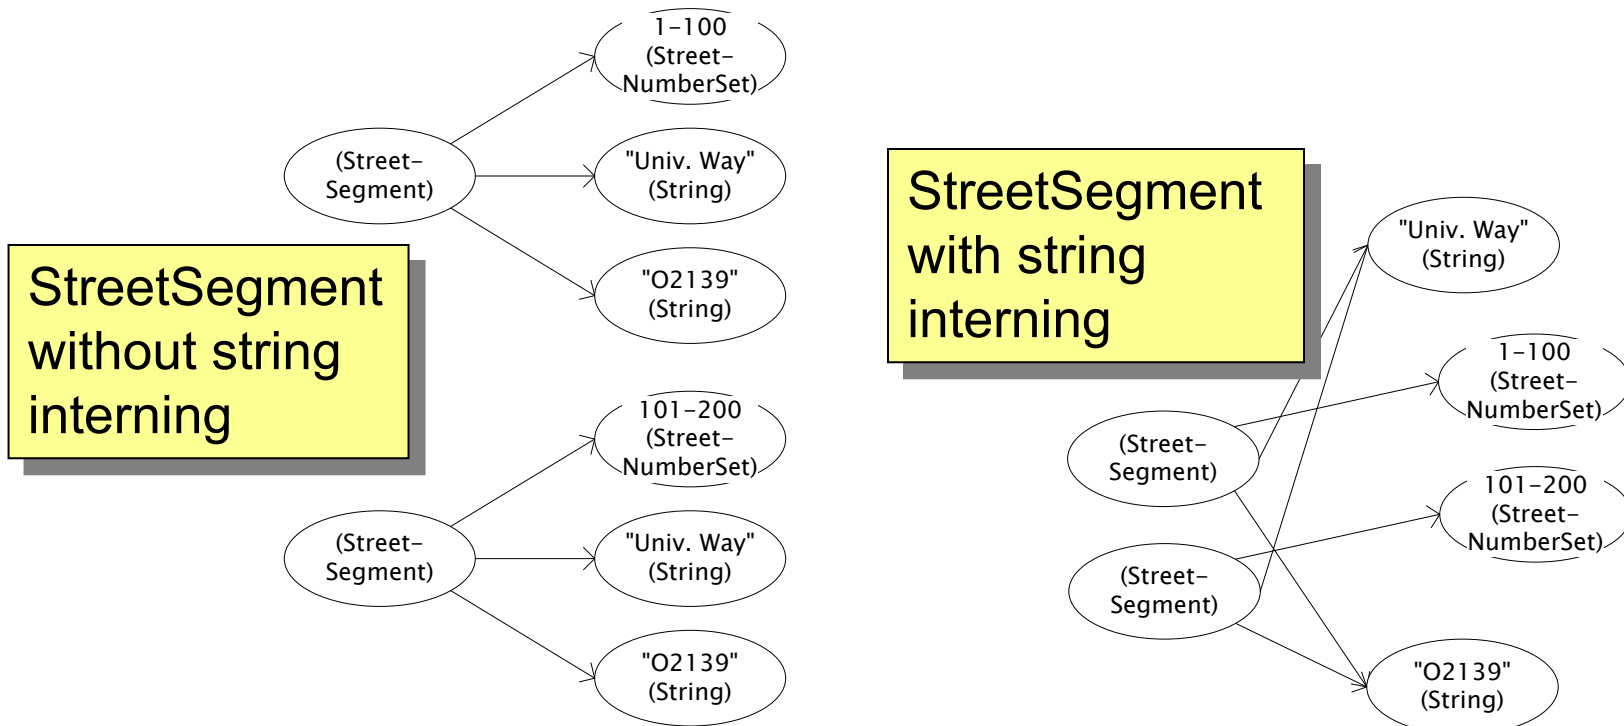 1-100
(Street-
NumberSet)
(Street-
Segment)
"Univ. Way"
(String)
"O2139"
(String)
StreetSegment
without string
interning
101-200
(Street-
NumberSet)
(Street-
Segment)
"Univ. Way"
(String)
"O2139"
(String)
StreetSegment
with string
interning
"Univ. Way"
(String)
1-100
(Street-
NumberSet)
(Street-
Segment)
101-200
(Street-
NumberSet)
(Street-
Segment)
"O2139"
(String)